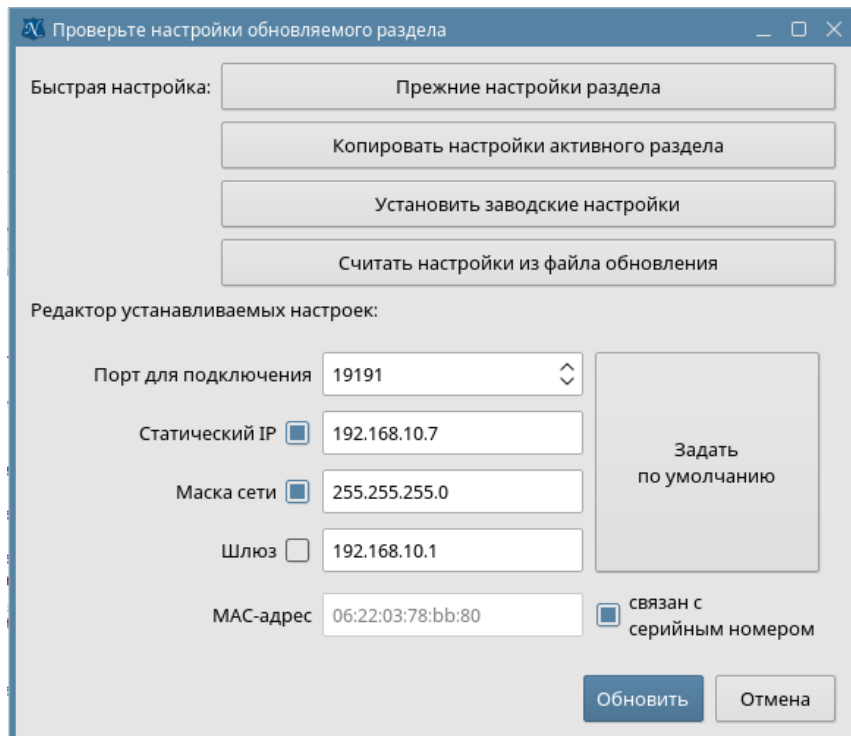 Проверьте настройки обновляемого раздела
Быстрая настройка: Прежние настройки раздела
Копировать настройки активного раздела
Установить заводские настройки
Считать настройки из файла обновления
Редактор устанавливаемых настроек:
Порт для подключения 19191
Статический IP 192.168.10.7
Маска сети 255.255.255.0
Шлюз 192.168.10.1
Задать
по умолчанию
MAC-адрес 06:22:03:78:bb:80
связан с
серийным номером
Обновить Отмена